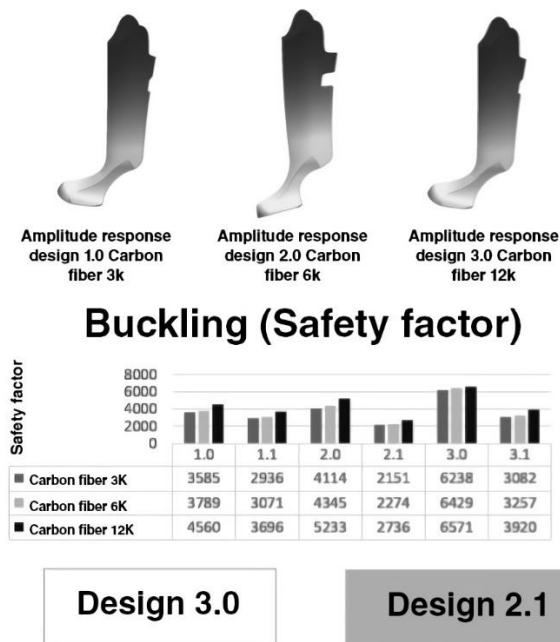 Amplitude response
design 1.0 Carbon
fiber 3k
Amplitude response
design 2.0 Carbon
fiber 6k
Amplitude response
design 3.0 Carbon
fiber 12k
Buckling (Safety factor)
Safety factor
8000
6000
4000
2000
0
1.0 1.1 2.0 2.1 3.0 3.1
Carbon fiber 3K 3585 2936 4114 2151 6238 3082
Carbon fiber 6K 3789 3071 4345 2274 6429 3257
Carbon fiber 12K 4560 3696 5233 2736 6571 3920
Design 3.0
Design 2.1